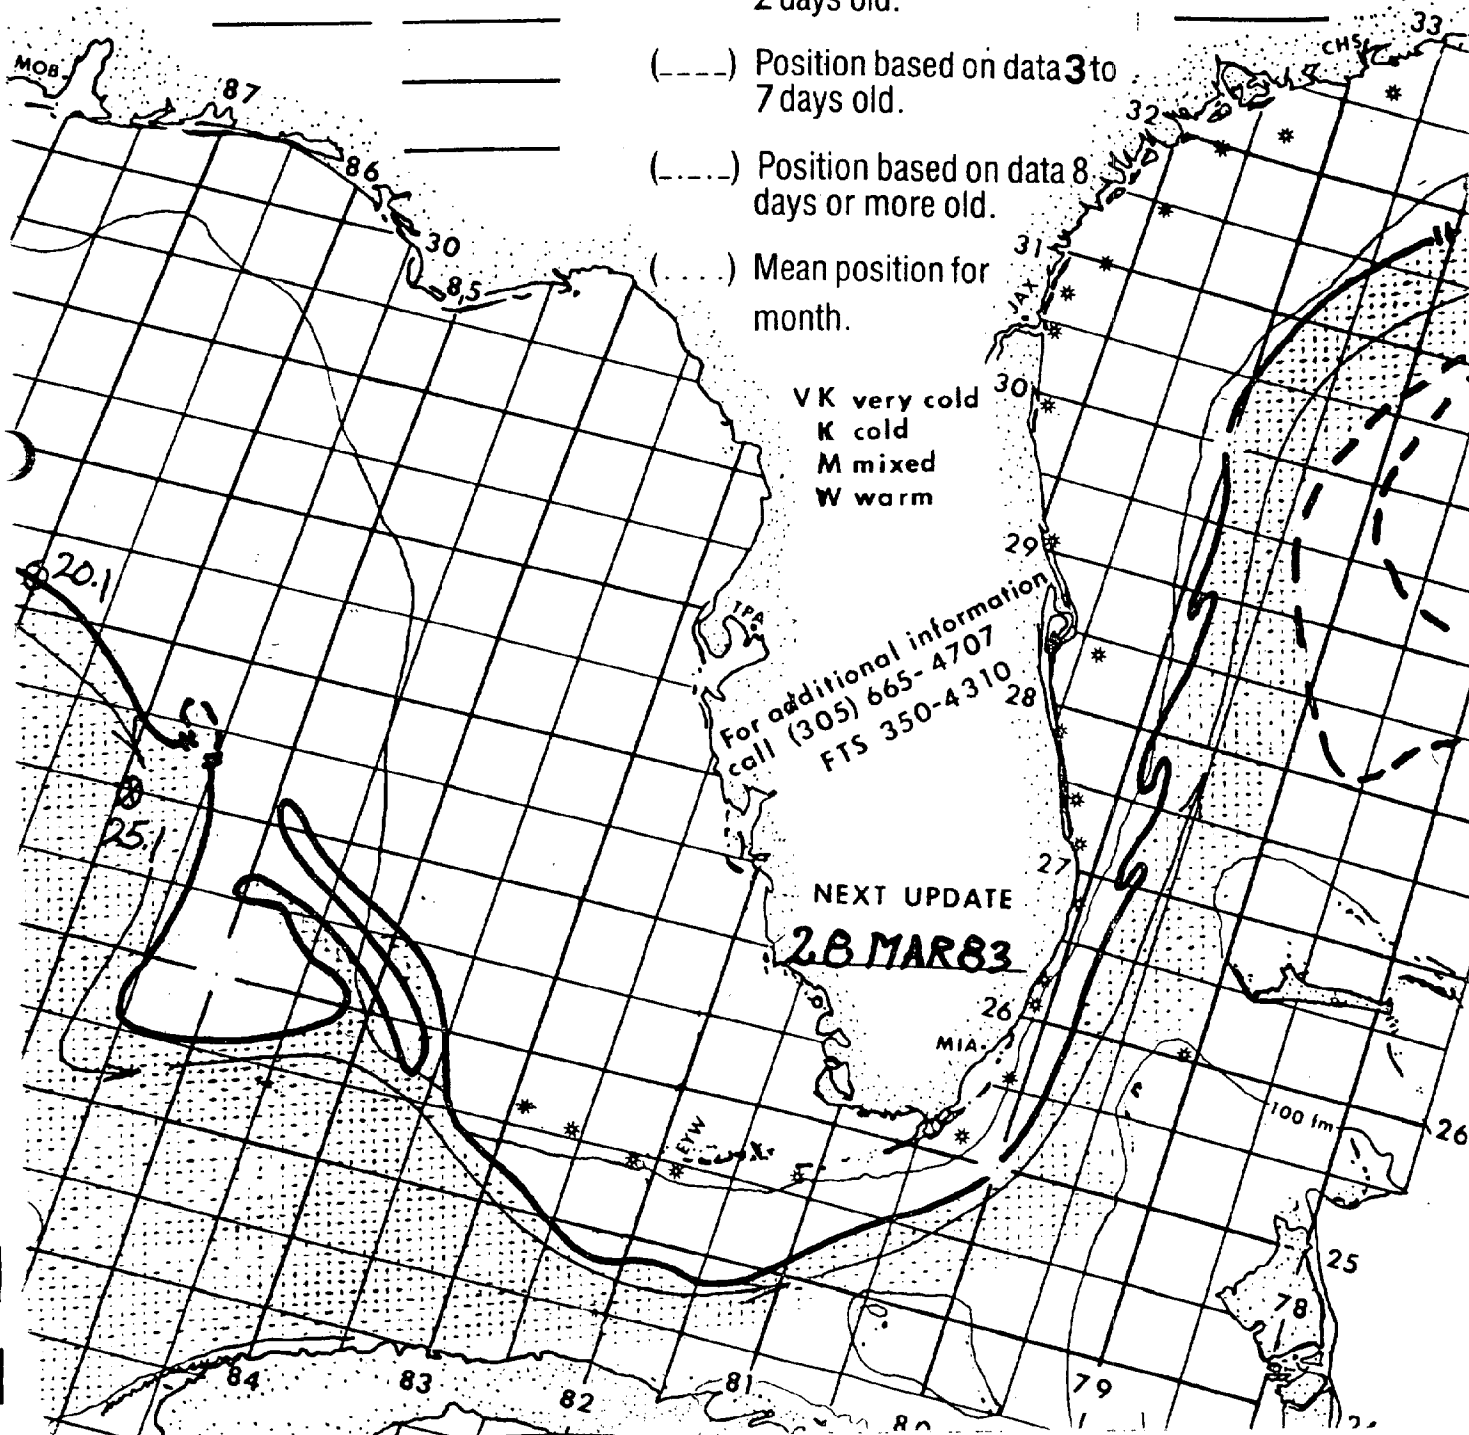 2 days old.
(____) Position based on data 3 to
7 days old.
(_._._) Position based on data 8
days or more old.
(....) Mean position for
month.
VK very cold
K cold
M mixed
W warm
For additional information
call (305) 665-4707
FTS 350-4310
NEXT UPDATE
28 MAR 83
MOB
87
86
30
85
CHS
33
32
31
JAX
30
29
28
27
26
MIA
TPA
EYW
20.1
25.1
100 fm
26
25
78
79
80
81
82
83
84